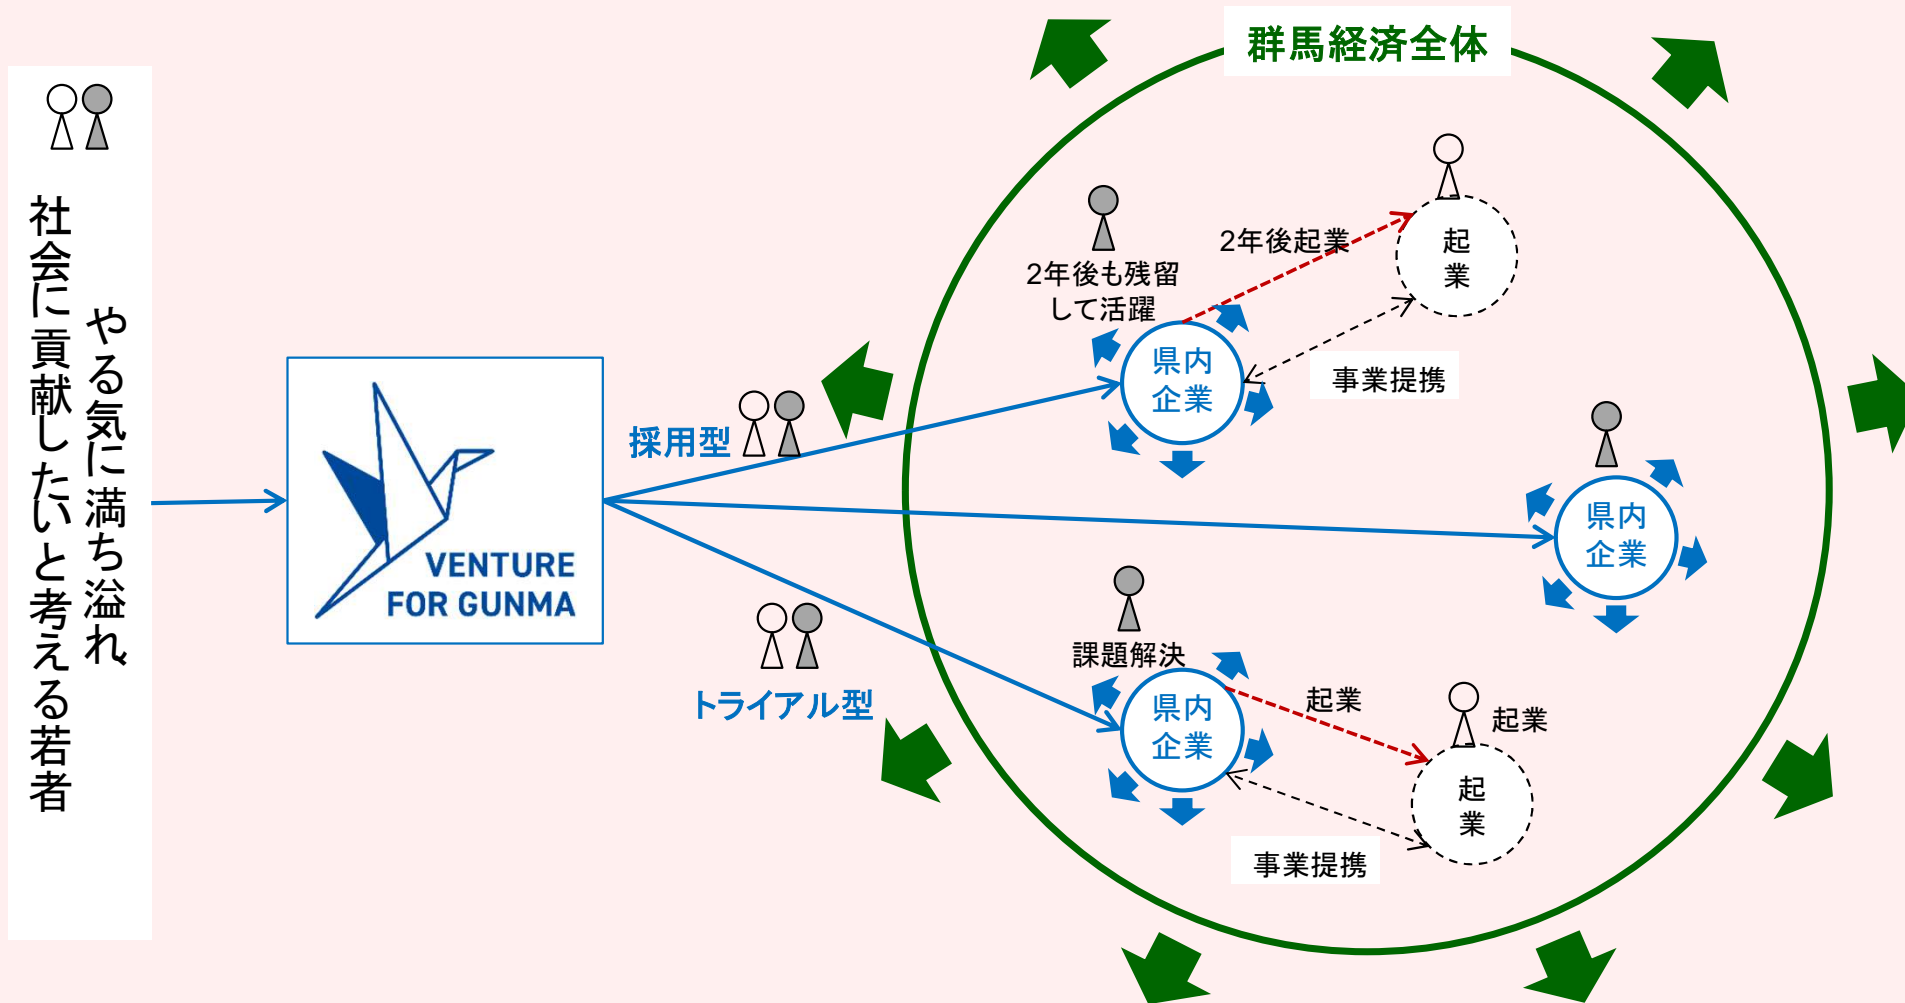 やる気に満ち溢れ、
社会に貢献したいと考える若者
VENTURE
FOR GUNMA
採用型
トライアル型
群馬経済全体
2年後も残留
して活躍
2年後起業
起
業
県内
企業
事業提携
県内
企業
課題解決
県内
企業
起業
起業
起
業
事業提携